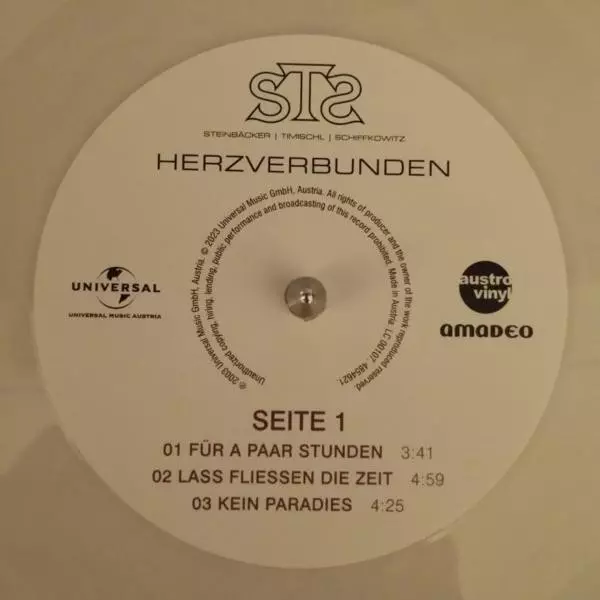 STS
STEINBÄCKER | TIMISCHL | SCHIFFKOWITZ
HERZVERBUNDEN
℗ 2003 Universal Music GmbH, Austria. © 2023 Universal Music GmbH, Austria. All rights of producer and the owner of the work reproduced reserved.
Unauthorized copying, hiring, lending, public performance and broadcasting of this record prohibited. Made in Austria. LC 00107. 4854621.
UNIVERSAL
UNIVERSAL MUSIC AUSTRIA
austro
vinyl
amadeo
SEITE 1
01 FÜR A PAAR STUNDEN 3:41
02 LASS FLIESSEN DIE ZEIT 4:59
03 KEIN PARADIES 4:25